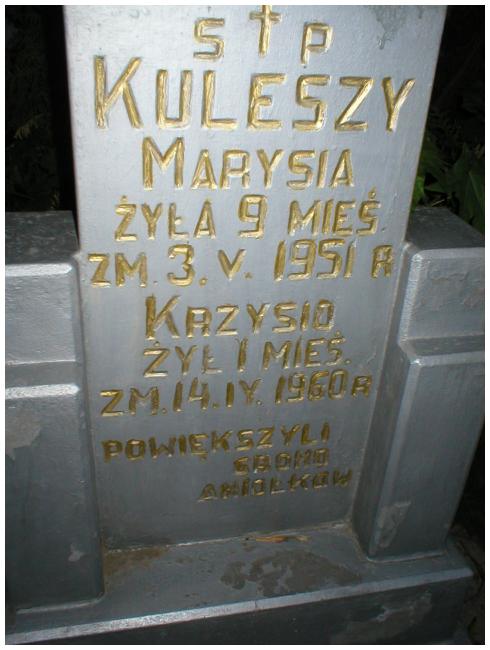 S † P
KULESZY
MARYSIA
ŻYŁA 9 MIEŚ.
ZM. 3. V. 1951 R
KRZYSIO
ŻYŁ 1 MIEŚ.
ZM. 14. IV. 1960 R
POWIĘKSZYLI
GRONO
ANIOŁKÓW